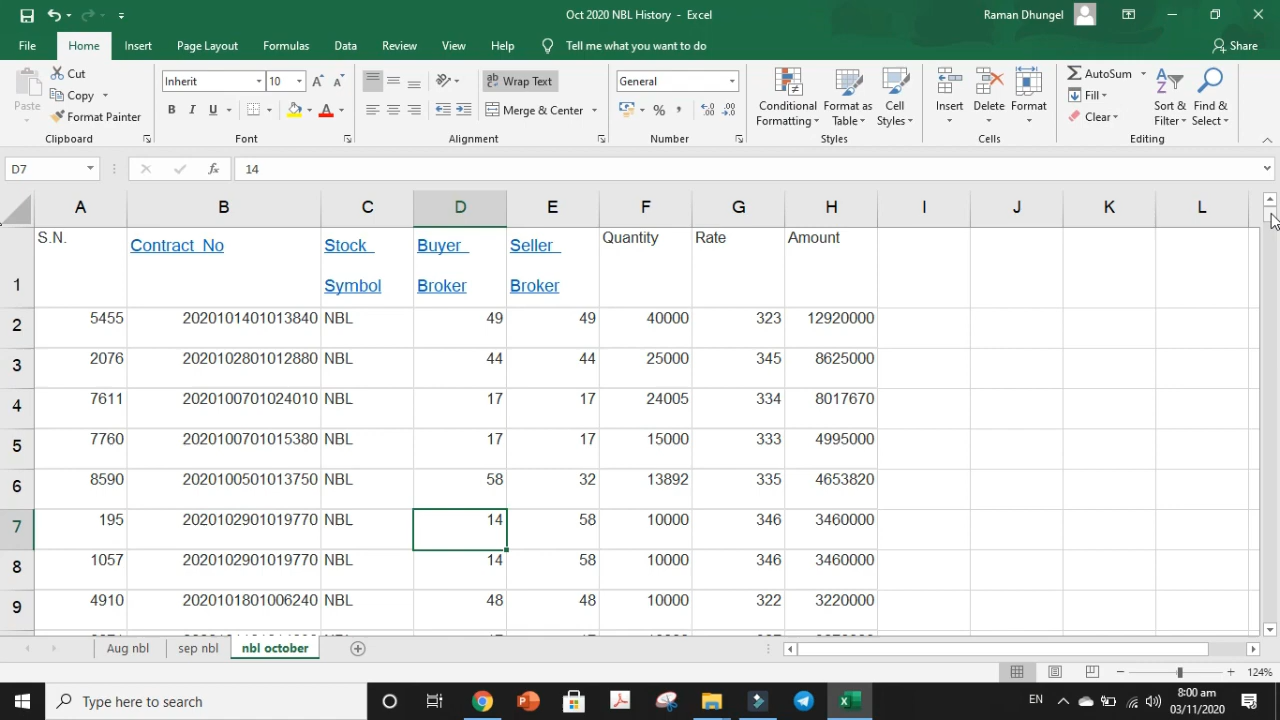 Oct 2020 NBL History - Excel
Raman Dhungel
File Home Insert Page Layout Formulas Data Review View Help Tell me what you want to do Share
Paste Cut Copy Format Painter Clipboard
Inherit 10 B I U A Font
ab Wrap Text Merge & Center Alignment
General % Number
Conditional Formatting Format as Table Cell Styles Styles
Insert Delete Format Cells
AutoSum Fill Clear Sort & Filter Find & Select Editing
D7 fx 14
A B C D E F G H I J K L
1 S.N. Contract No Stock Symbol Buyer Broker Seller Broker Quantity Rate Amount
2 5455 2020101401013840 NBL 49 49 40000 323 12920000
3 2076 2020102801012880 NBL 44 44 25000 345 8625000
4 7611 2020100701024010 NBL 17 17 24005 334 8017670
5 7760 2020100701015380 NBL 17 17 15000 333 4995000
6 8590 2020100501013750 NBL 58 32 13892 335 4653820
7 195 2020102901019770 NBL 14 58 10000 346 3460000
8 1057 2020102901019770 NBL 14 58 10000 346 3460000
9 4910 2020101801006240 NBL 48 48 10000 322 3220000
Aug nbl sep nbl nbl october
124%
Type here to search
EN 8:00 am
03/11/2020